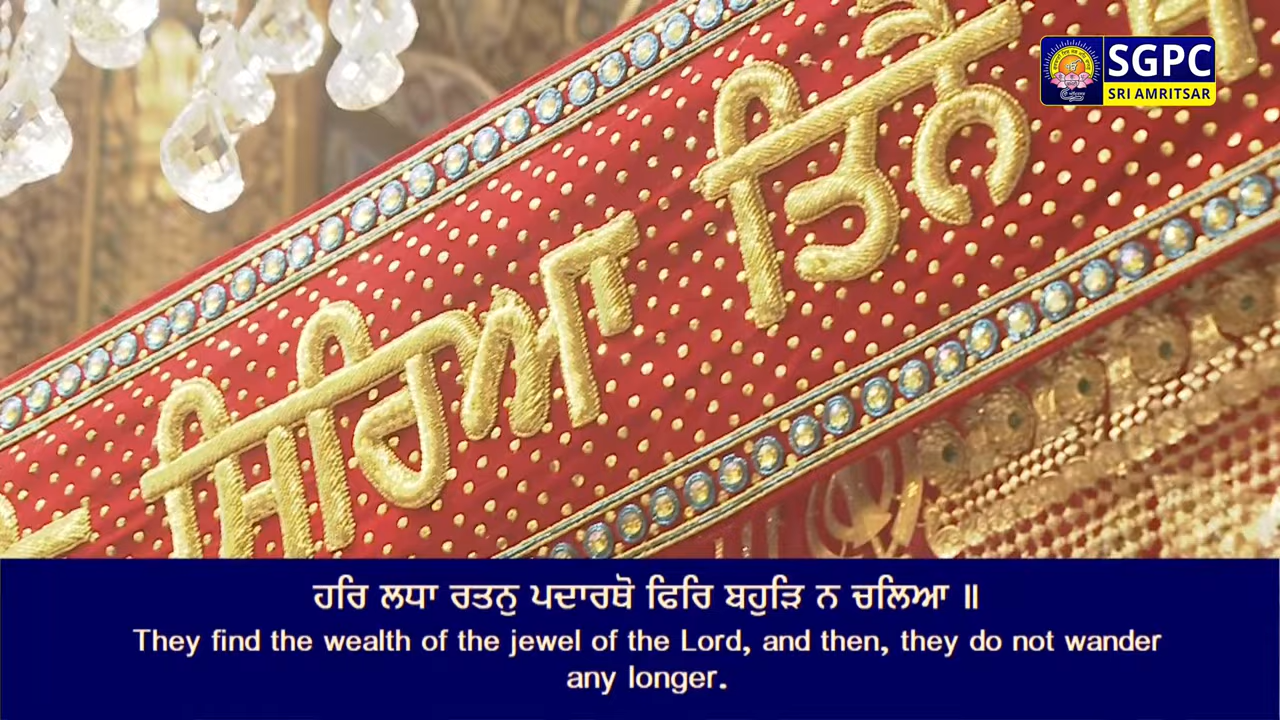 SGPC
SRI AMRITSAR
ਹਰਿ ਲਧਾ ਰਤਨੁ ਪਦਾਰਥੋ ਫਿਰਿ ਬਹੁੜਿ ਨ ਚਲਿਆ ॥
They find the wealth of the jewel of the Lord, and then, they do not wander
any longer.